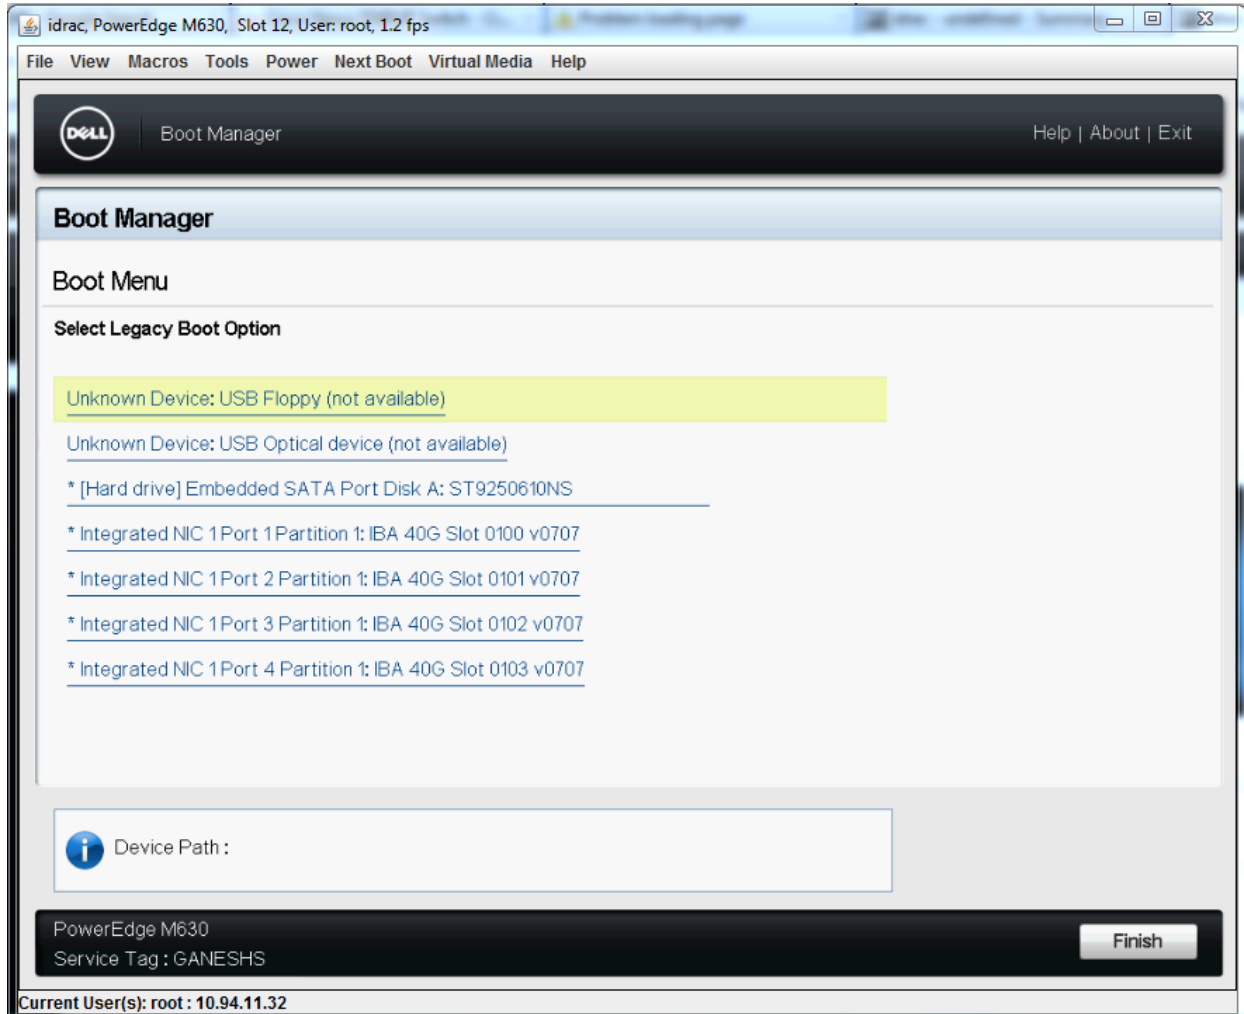 idrac, PowerEdge M630, Slot 12, User: root, 1.2 fps
File View Macros Tools Power Next Boot Virtual Media Help
DELL Boot Manager Help | About | Exit
Boot Manager
Boot Menu
Select Legacy Boot Option
Unknown Device: USB Floppy (not available)
Unknown Device: USB Optical device (not available)
* [Hard drive] Embedded SATA Port Disk A: ST9250610NS
* Integrated NIC 1 Port 1 Partition 1: IBA 40G Slot 0100 v0707
* Integrated NIC 1 Port 2 Partition 1: IBA 40G Slot 0101 v0707
* Integrated NIC 1 Port 3 Partition 1: IBA 40G Slot 0102 v0707
* Integrated NIC 1 Port 4 Partition 1: IBA 40G Slot 0103 v0707
Device Path :
PowerEdge M630
Service Tag : GANESHS
Finish
Current User(s): root : 10.94.11.32